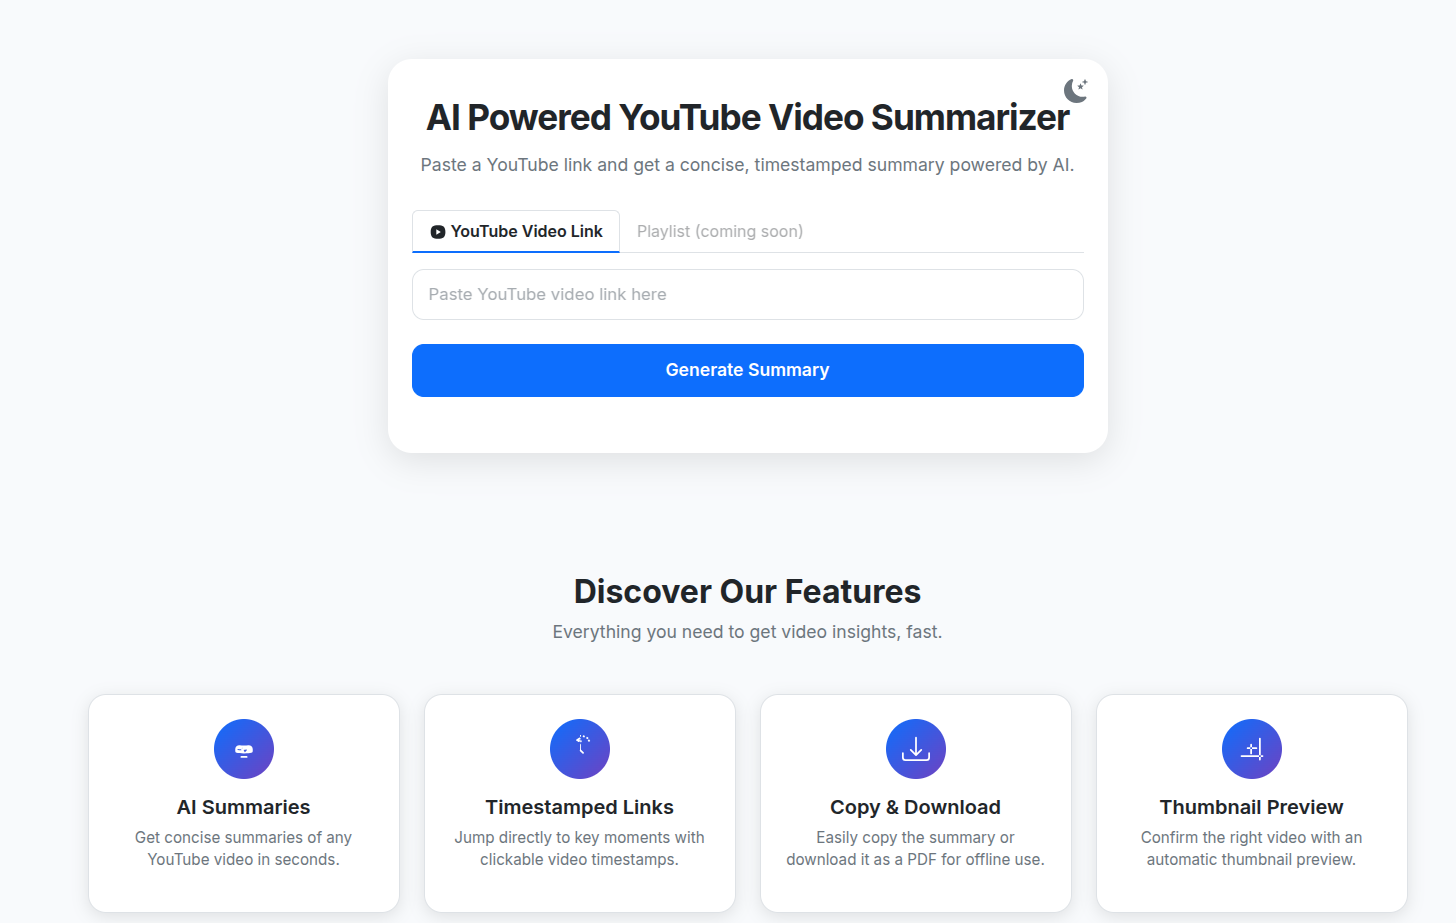 AI Powered YouTube Video Summarizer
Paste a YouTube link and get a concise, timestamped summary powered by AI.
YouTube Video Link
Playlist (coming soon)
Paste YouTube video link here
Generate Summary
Discover Our Features
Everything you need to get video insights, fast.
AI Summaries
Get concise summaries of any
YouTube video in seconds.
Timestamped Links
Jump directly to key moments with
clickable video timestamps.
Copy & Download
Easily copy the summary or
download it as a PDF for offline use.
Thumbnail Preview
Confirm the right video with an
automatic thumbnail preview.